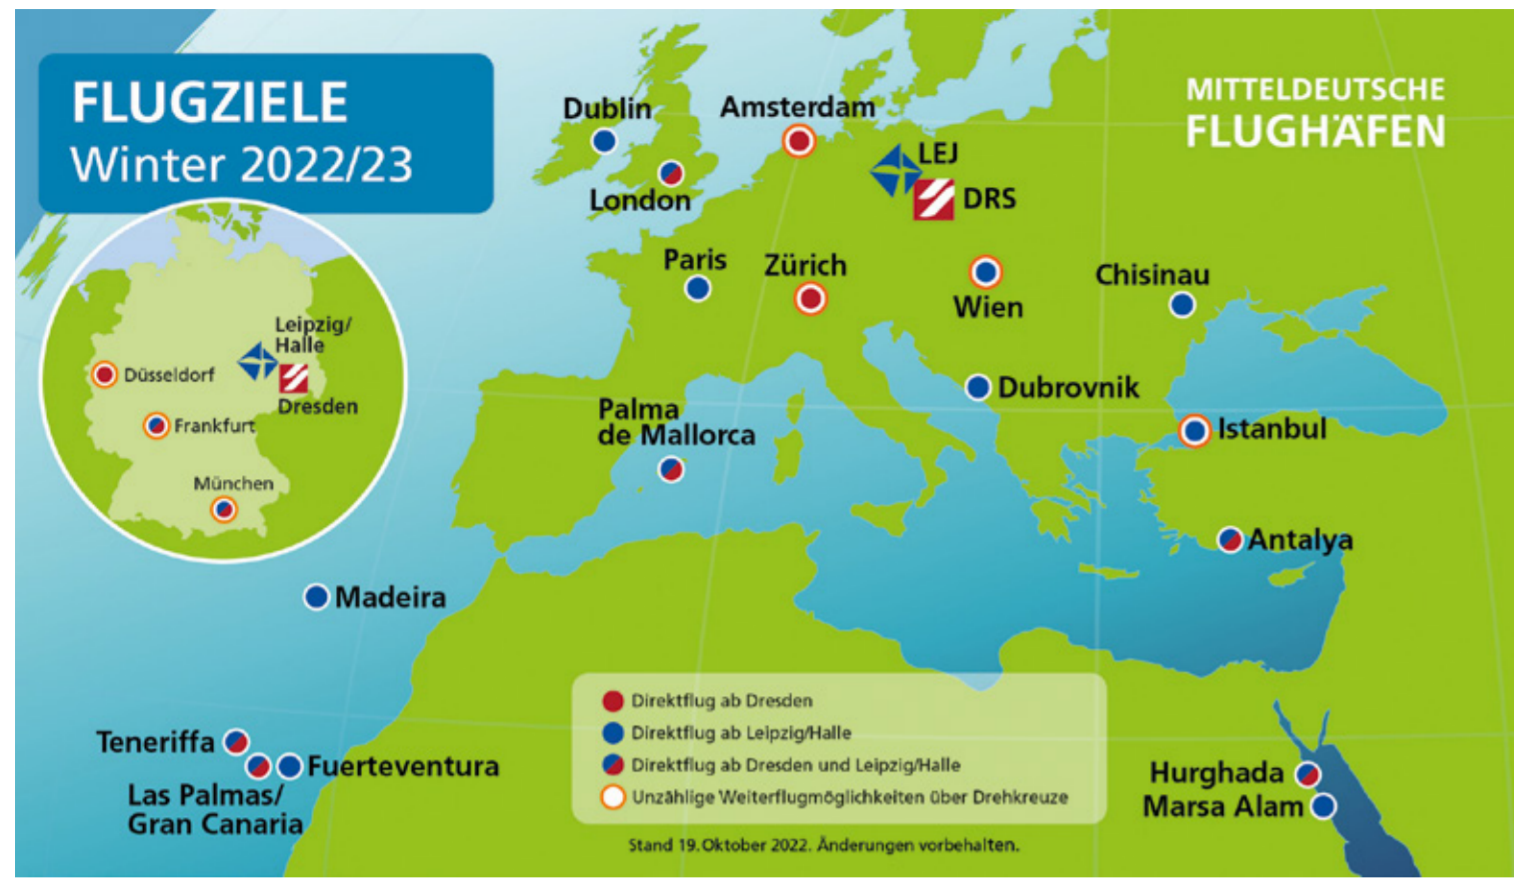 FLUGZIELE
Winter 2022/23
MITTELDEUTSCHE
FLUGHÄFEN
Dublin
Amsterdam
LEJ
DRS
London
Paris
Zürich
Wien
Chisinau
Leipzig/
Halle
Düsseldorf
Dresden
Frankfurt
München
Dubrovnik
Palma
de Mallorca
Istanbul
Antalya
Madeira
Teneriffa
Fuerteventura
Las Palmas/
Gran Canaria
Direktflug ab Dresden
Direktflug ab Leipzig/Halle
Direktflug ab Dresden und Leipzig/Halle
Unzählige Weiterflugmöglichkeiten über Drehkreuze
Stand 19. Oktober 2022. Änderungen vorbehalten.
Hurghada
Marsa Alam